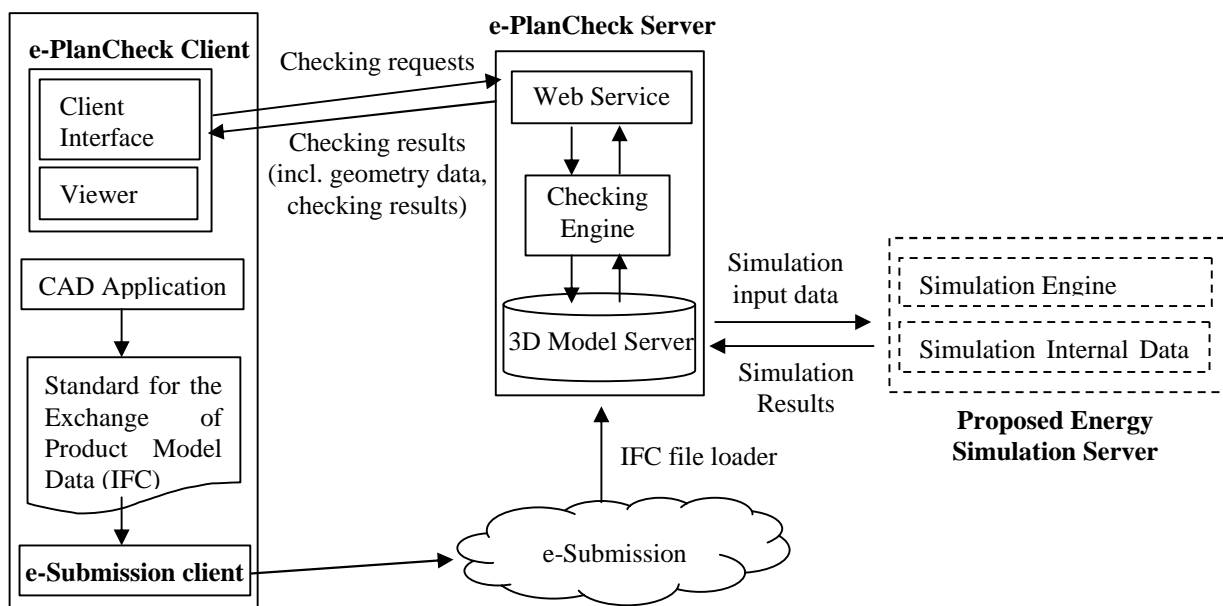 e-PlanCheck Client
Client
Interface
Viewer
CAD Application
Standard for the
Exchange of
Product Model
Data (IFC)
e-Submission client
Checking requests
Checking results
(incl. geometry data,
checking results)
e-PlanCheck Server
Web Service
Checking
Engine
3D Model Server
IFC file loader
e-Submission
Simulation
input data
Simulation
Results
Simulation Engine
Simulation Internal Data
Proposed Energy
Simulation Server